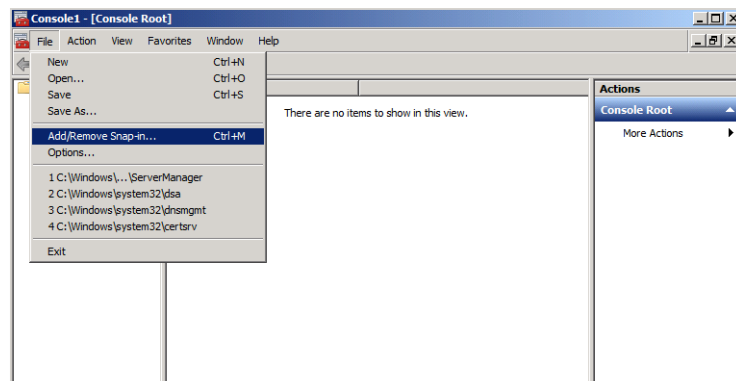 Console1 - [Console Root]
File Action View Favorites Window Help
New Ctrl+N
Open... Ctrl+O
Save Ctrl+S
Save As...
Add/Remove Snap-in... Ctrl+M
Options...
1 C:\Windows\...\ServerManager
2 C:\Windows\system32\dsa
3 C:\Windows\system32\dnsmgmt
4 C:\Windows\system32\certsrv
Exit
There are no items to show in this view.
Actions
Console Root
More Actions